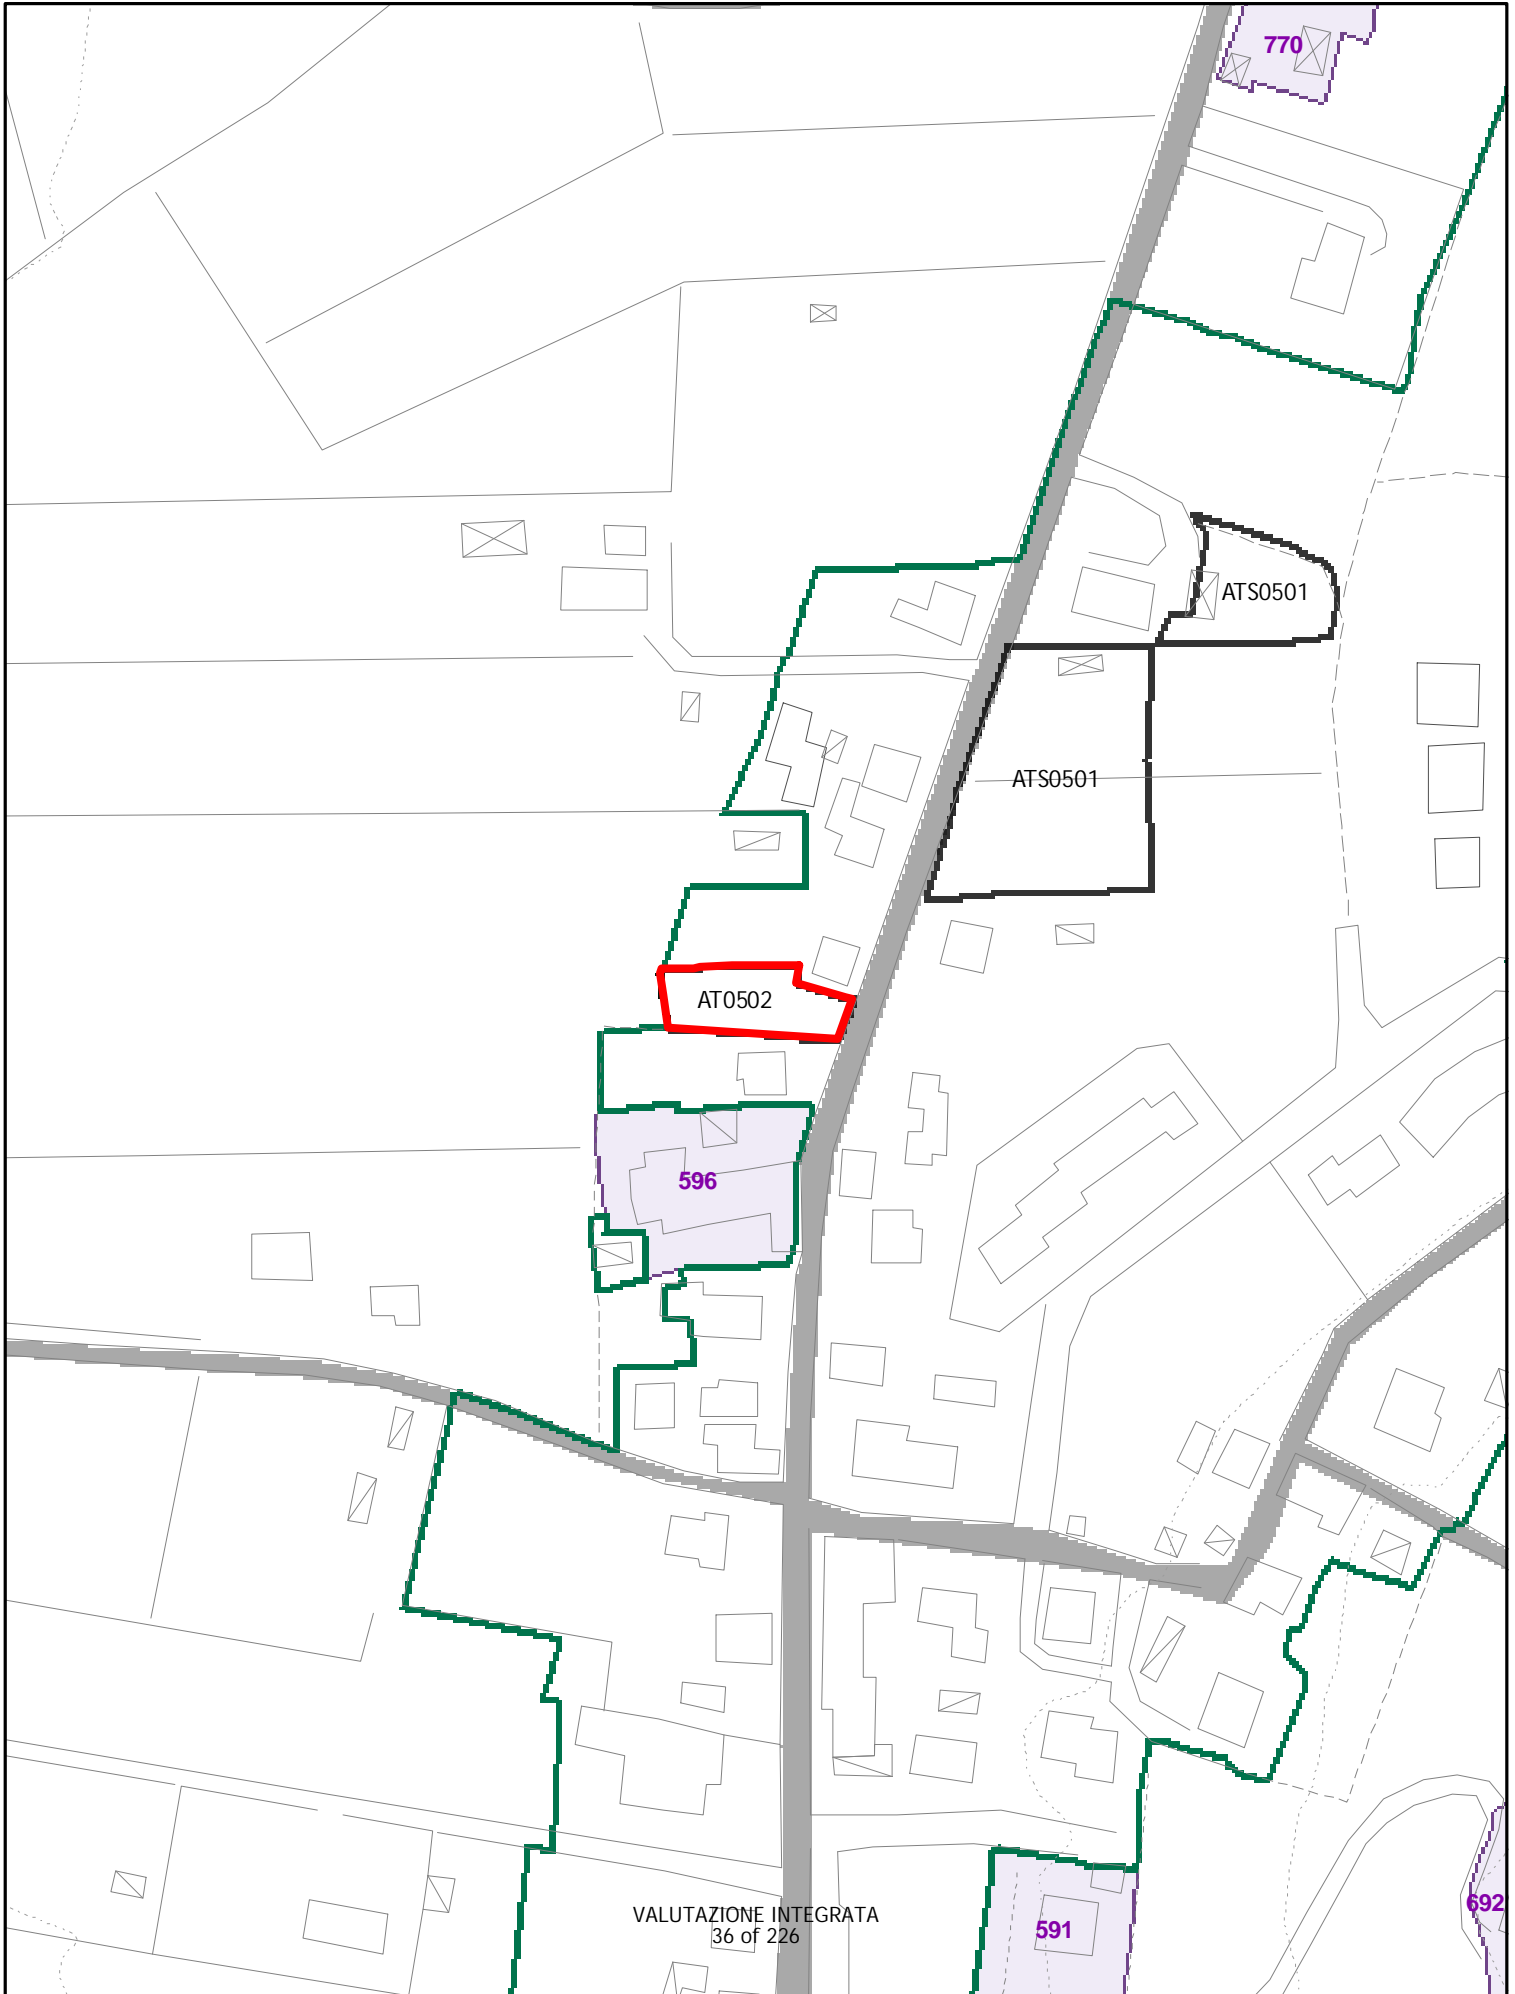 770
ATS0501
ATS0501
AT0502
596
692
VALUTAZIONE INTEGRATA
36 of 226
591